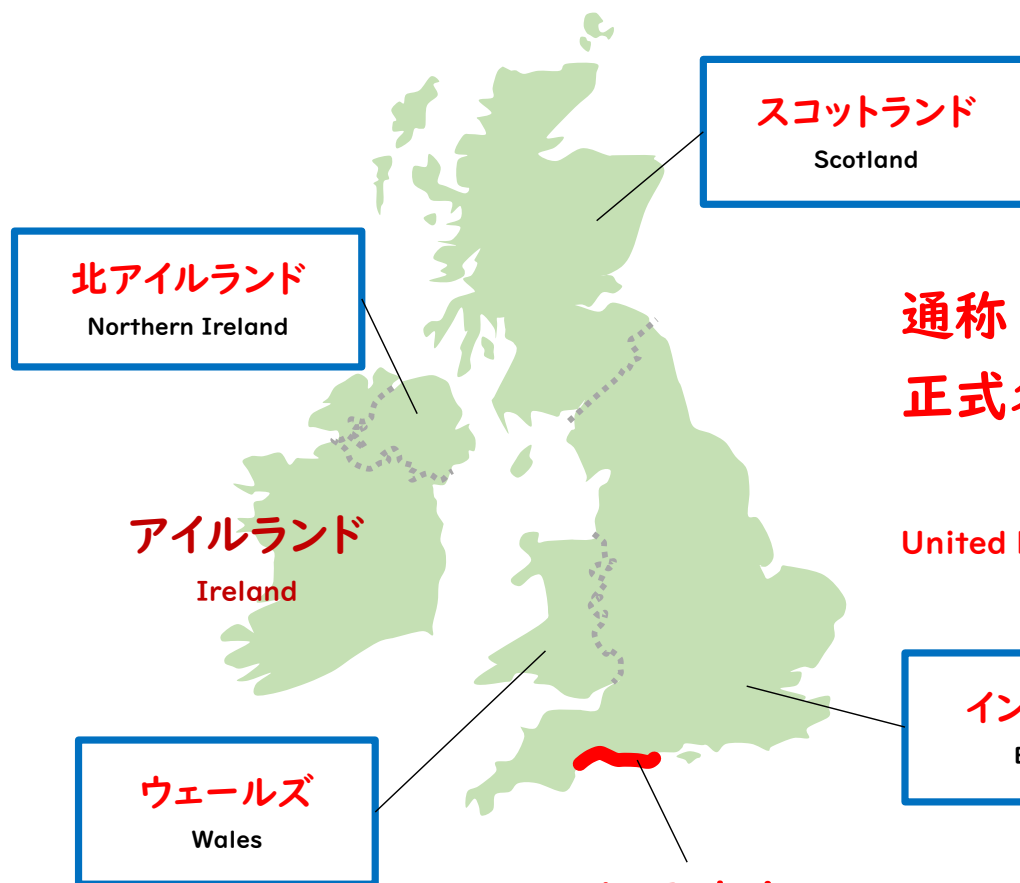 スコットランド
Scotland
北アイルランド
Northern Ireland
通称
正式
アイルランド
Ireland
United
ウェールズ
Wales